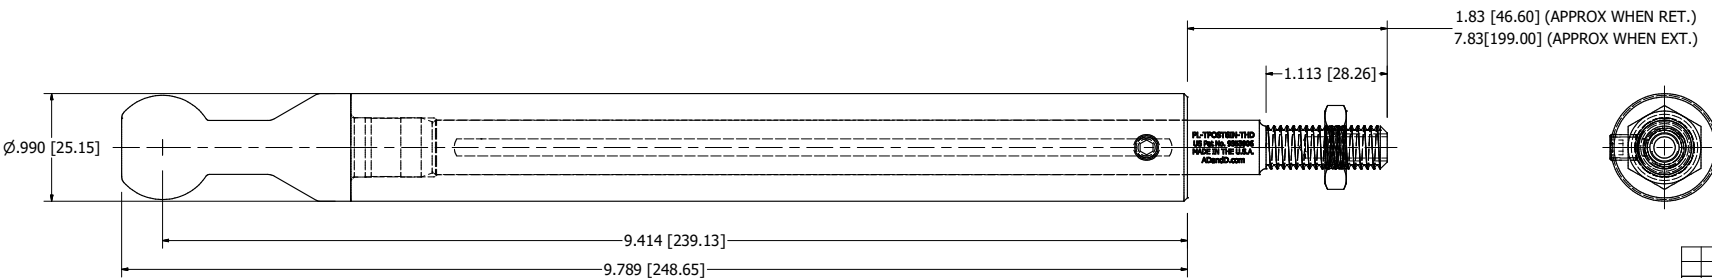 1.83 [46.60] (APPROX WHEN RET.)
7.83[199.00] (APPROX WHEN EXT.)
1.113 [28.26]
Ø.990 [25.15]
MADE IN THE U.S.A.
ADandD.com
9.414 [239.13]
9.789 [248.65]